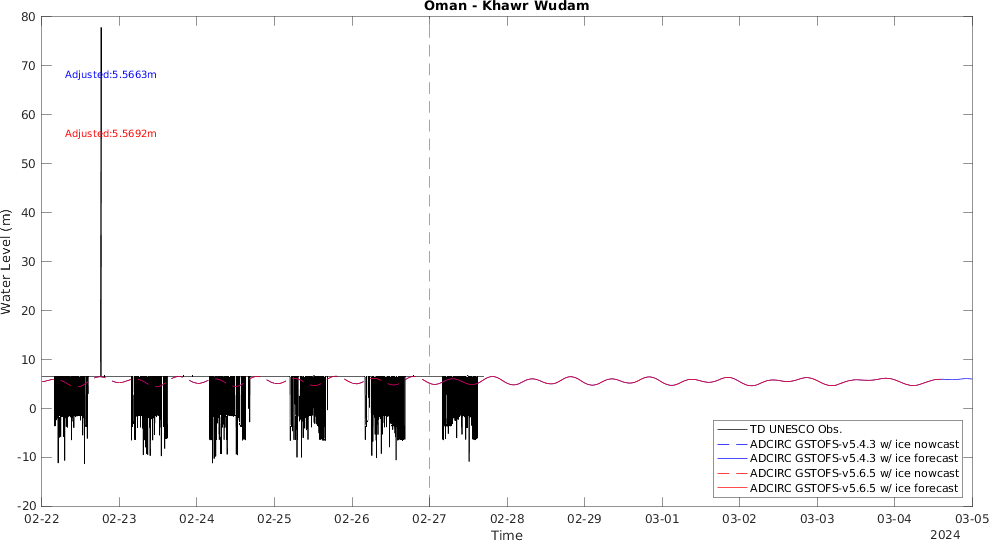 Oman - Khawr Wudam
80
70
60
50
40
30
20
10
0
-10
-20
Water Level (m)
Adjusted:5.5663m
Adjusted:5.5692m
TD UNESCO Obs.
ADCIRC GSTOFS-v5.4.3 w/ ice nowcast
ADCIRC GSTOFS-v5.4.3 w/ ice forecast
ADCIRC GSTOFS-v5.6.5 w/ ice nowcast
ADCIRC GSTOFS-v5.6.5 w/ ice forecast
02-22 02-23 02-24 02-25 02-26 02-27 02-28 02-29 03-01 03-02 03-03 03-04 03-05
Time
2024